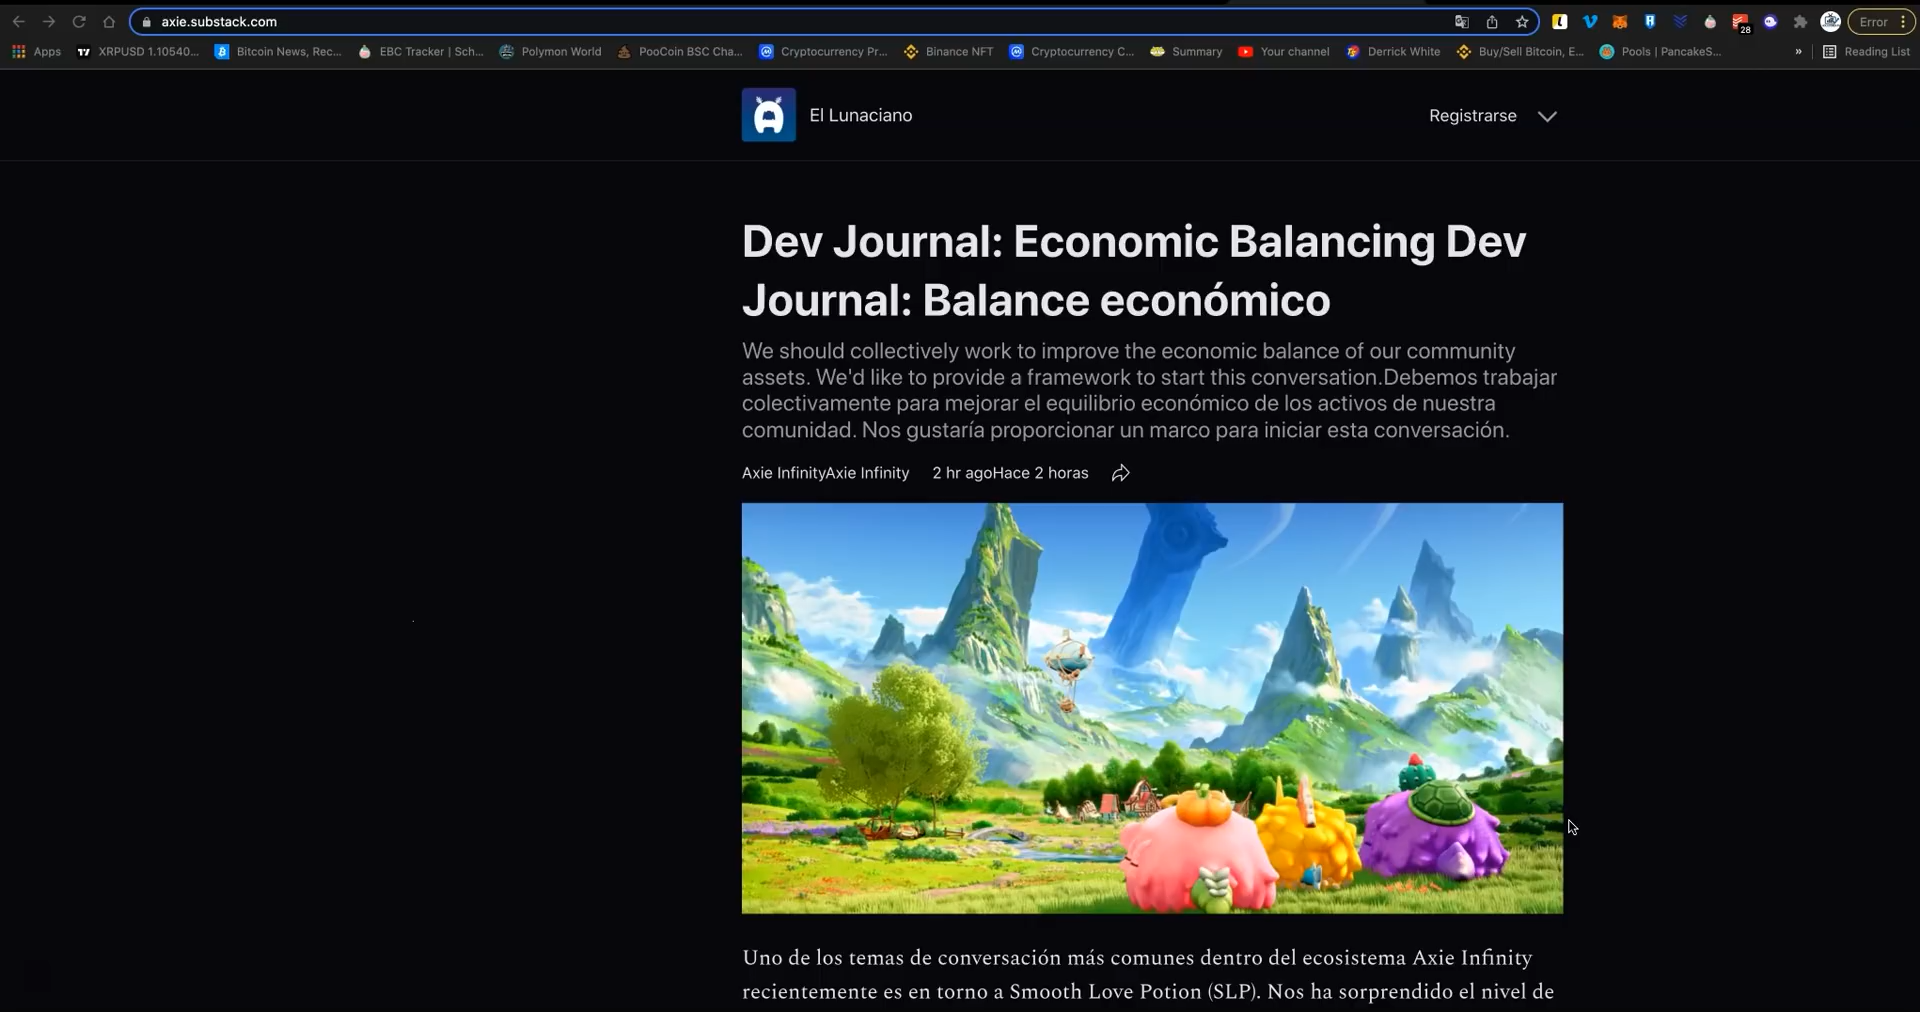 axie.substack.com
Error
28
Apps
XRPUSD 1.10540...
Bitcoin News, Rec...
EBC Tracker | Sch...
Polymon World
PooCoin BSC Cha...
Cryptocurrency Pr...
Binance NFT
Cryptocurrency C...
Summary
Your channel
Derrick White
Buy/Sell Bitcoin, E...
Pools | PancakeS...
»
Reading List
El Lunaciano
Registrarse
Dev Journal: Economic Balancing Dev
Journal: Balance económico
We should collectively work to improve the economic balance of our community
assets. We'd like to provide a framework to start this conversation.Debemos trabajar
colectivamente para mejorar el equilibrio económico de los activos de nuestra
comunidad. Nos gustaría proporcionar un marco para iniciar esta conversación.
Axie InfinityAxie Infinity 2 hr agoHace 2 horas
Uno de los temas de conversación más comunes dentro del ecosistema Axie Infinity
recientemente es en torno a Smooth Love Potion (SLP). Nos ha sorprendido el nivel de